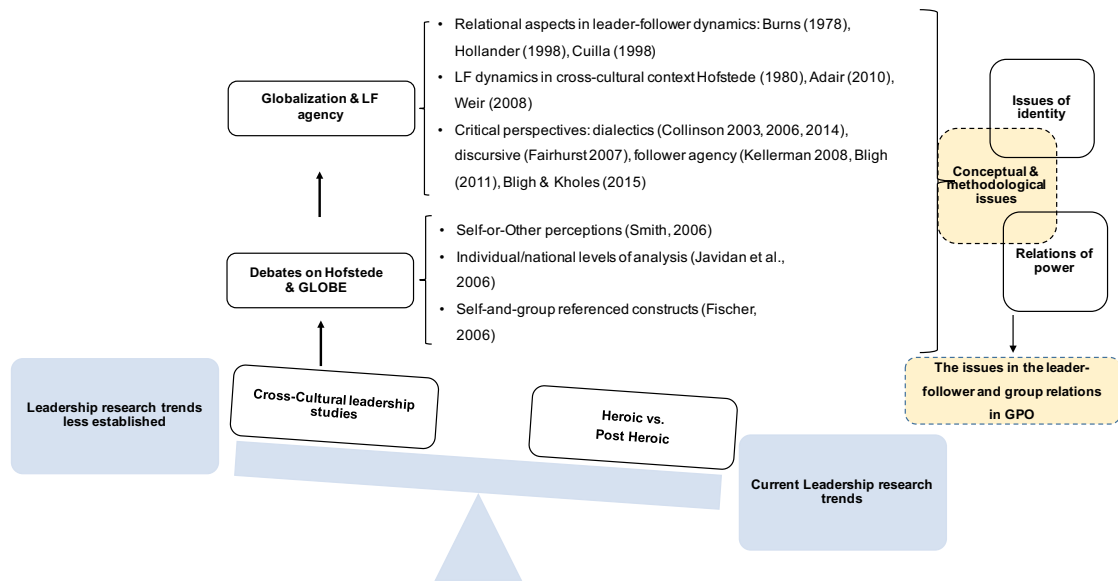 • Relational aspects in leader-follower dynamics: Burns (1978),
Hollander (1998), Cuilla (1998)
• LF dynamics in cross-cultural context Hofstede (1980), Adair (2010),
Weir (2008)
• Critical perspectives: dialectics (Collinson 2003, 2006, 2014),
discursive (Fairhurst 2007), follower agency (Kellerman 2008, Bligh
(2011), Bligh & Kholes (2015)
Globalization & LF
agency
Issues of
identity
Conceptual &
methodological
issues
Relations of
power
• Self-or-Other perceptions (Smith, 2006)
• Individual/national levels of analysis (Javidan et al.,
2006)
• Self-and-group referenced constructs (Fischer,
2006)
Debates on Hofstede
& GLOBE
The issues in the leader-
follower and group relations
in GPO
Leadership research trends
less established
Cross-Cultural leadership
studies
Heroic vs.
Post Heroic
Current Leadership research
trends